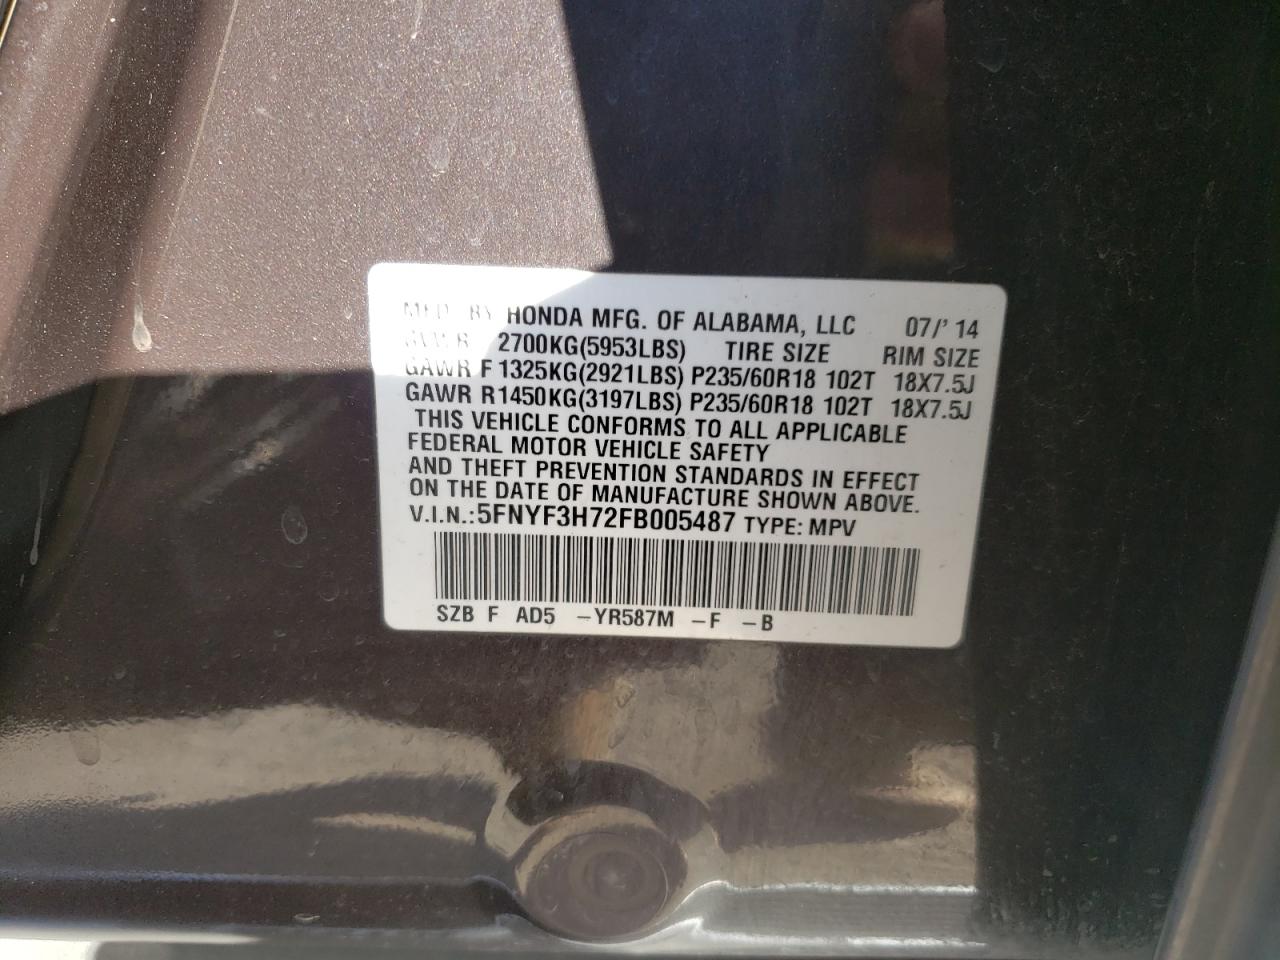 MFD. BY HONDA MFG. OF ALABAMA, LLC 07/'14
GVWR 2700KG(5953LBS) TIRE SIZE RIM SIZE
GAWR F 1325KG(2921LBS) P235/60R18 102T 18X7.5J
GAWR R1450KG(3197LBS) P235/60R18 102T 18X7.5J
THIS VEHICLE CONFORMS TO ALL APPLICABLE
FEDERAL MOTOR VEHICLE SAFETY
AND THEFT PREVENTION STANDARDS IN EFFECT
ON THE DATE OF MANUFACTURE SHOWN ABOVE.
V.I.N.:5FNYF3H72FB005487 TYPE: MPV
SZB F AD5 -YR587M -F -B